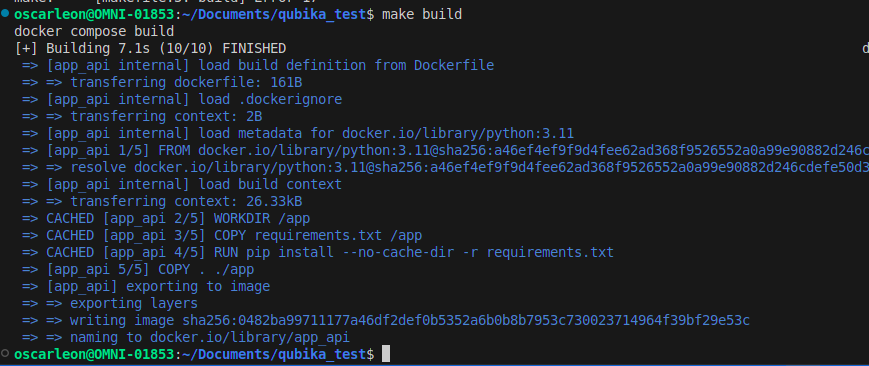 oscarleon@OMNI-01853:~/Documents/qubika_test$ make build
docker compose build
[+] Building 7.1s (10/10) FINISHED
=> [app_api internal] load build definition from Dockerfile
=> => transferring dockerfile: 161B
=> [app_api internal] load .dockerignore
=> => transferring context: 2B
=> [app_api internal] load metadata for docker.io/library/python:3.11
=> [app_api 1/5] FROM docker.io/library/python:3.11@sha256:a46ef4ef9f9d4fee62ad368f9526552a0a99e90882d246c
=> => resolve docker.io/library/python:3.11@sha256:a46ef4ef9f9d4fee62ad368f9526552a0a99e90882d246cdefe50d3
=> [app_api internal] load build context
=> => transferring context: 26.33kB
=> CACHED [app_api 2/5] WORKDIR /app
=> CACHED [app_api 3/5] COPY requirements.txt /app
=> CACHED [app_api 4/5] RUN pip install --no-cache-dir -r requirements.txt
=> [app_api 5/5] COPY . ./app
=> [app_api] exporting to image
=> => exporting layers
=> => writing image sha256:0482ba99711177a46df2def0b5352a6b0b8b7953c730023714964f39bf29e53c
=> => naming to docker.io/library/app_api
oscarleon@OMNI-01853:~/Documents/qubika_test$